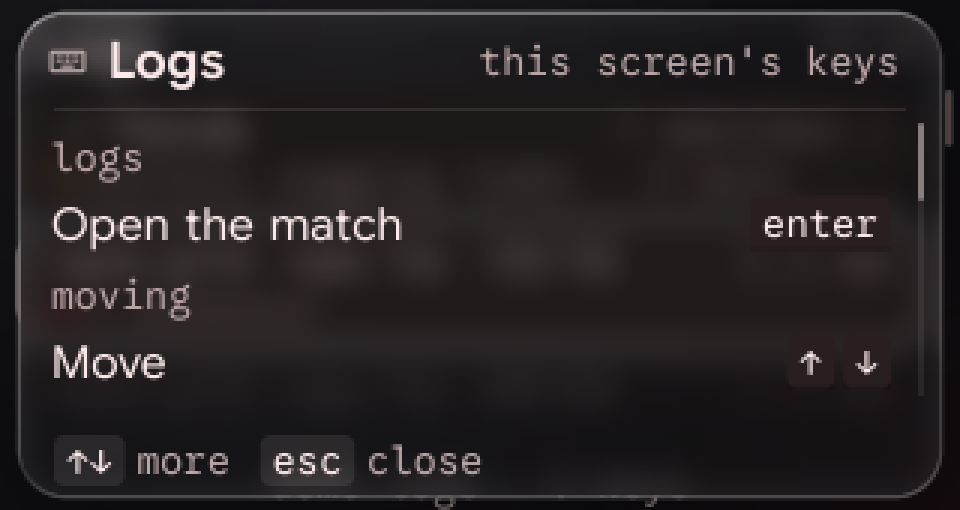 Logs this screen's keys
logs
Open the match enter
moving
Move ↑ ↓
↑↓ more esc close